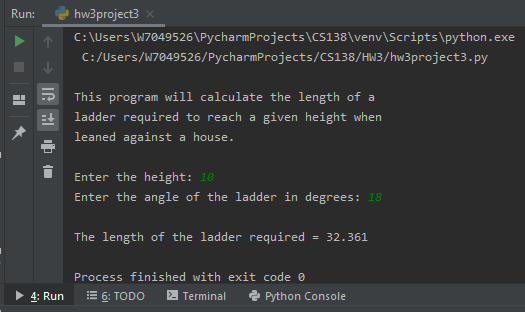 Run: hw3project3
C:\Users\W7049526\PycharmProjects\CS138\venv\Scripts\python.exe
C:/Users/W7049526/PycharmProjects/CS138/HW3/hw3project3.py
This program will calculate the length of a
ladder required to reach a given height when
leaned against a house.
Enter the height: 10
Enter the angle of the ladder in degrees: 18
The length of the ladder required = 32.361
Process finished with exit code 0
4: Run 6: TODO Terminal Python Console